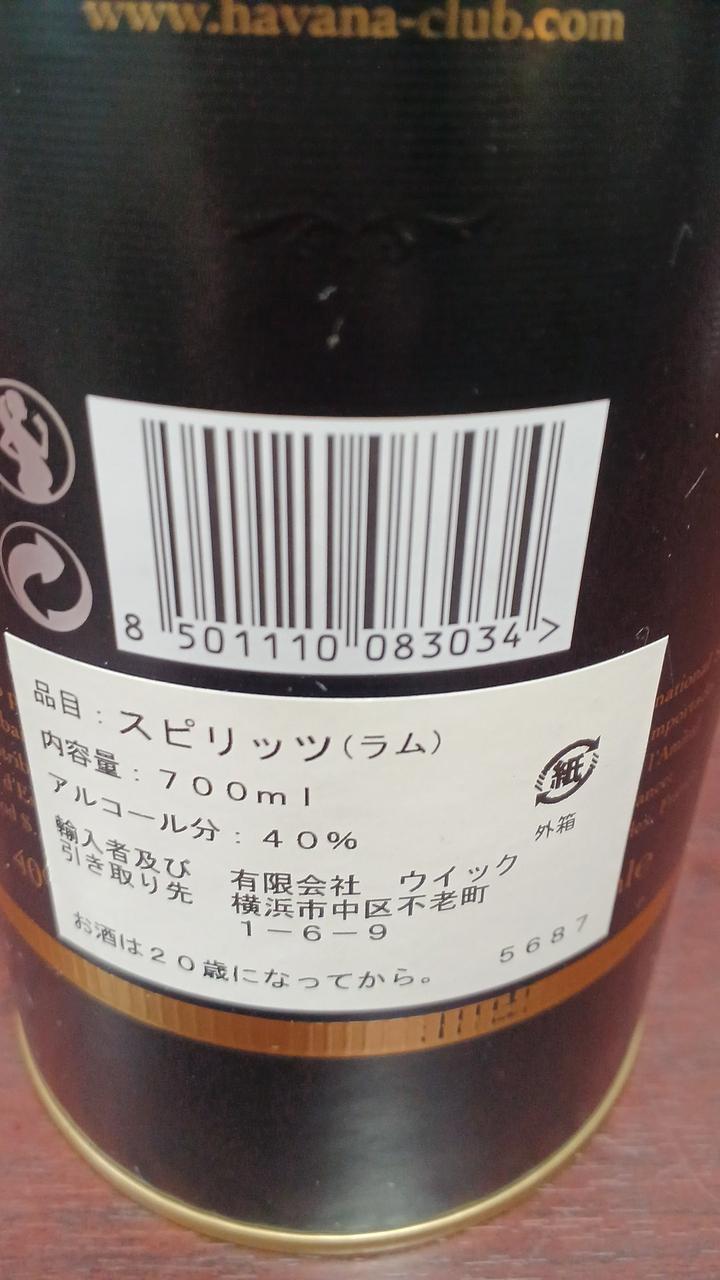 www.havana-club.com
8 501110 083034 >
品目：スピリッツ（ラム）
内容量：７００ｍｌ
アルコール分：４０％
輸入者及び
引き取り先
有限会社　ウイック
横浜市中区不老町
１－６－９
紙
外箱
お酒は２０歳になってから。
５６８７